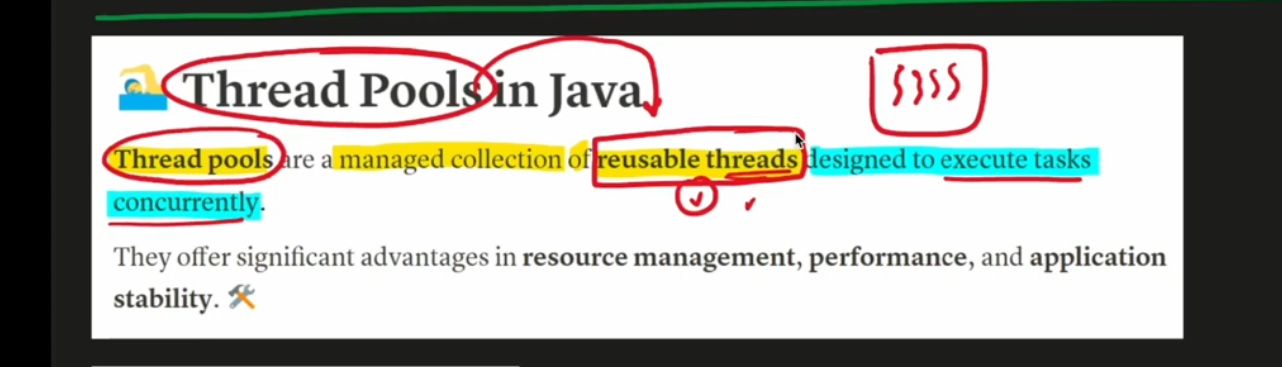 Thread Pools in Java
Thread pools are a managed collection of reusable threads designed to execute tasks
concurrently.
They offer significant advantages in resource management, performance, and application
stability.